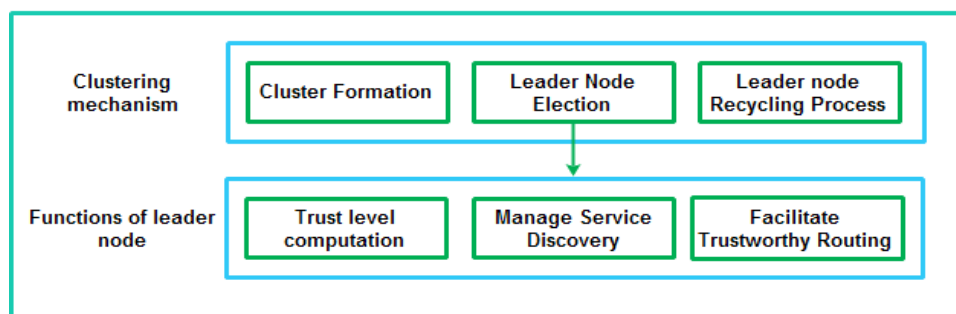 Clustering
mechanism
Cluster Formation
Leader Node
Election
Leader node
Recycling Process
Functions of leader
node
Trust level
computation
Manage Service
Discovery
Facilitate
Trustworthy Routing